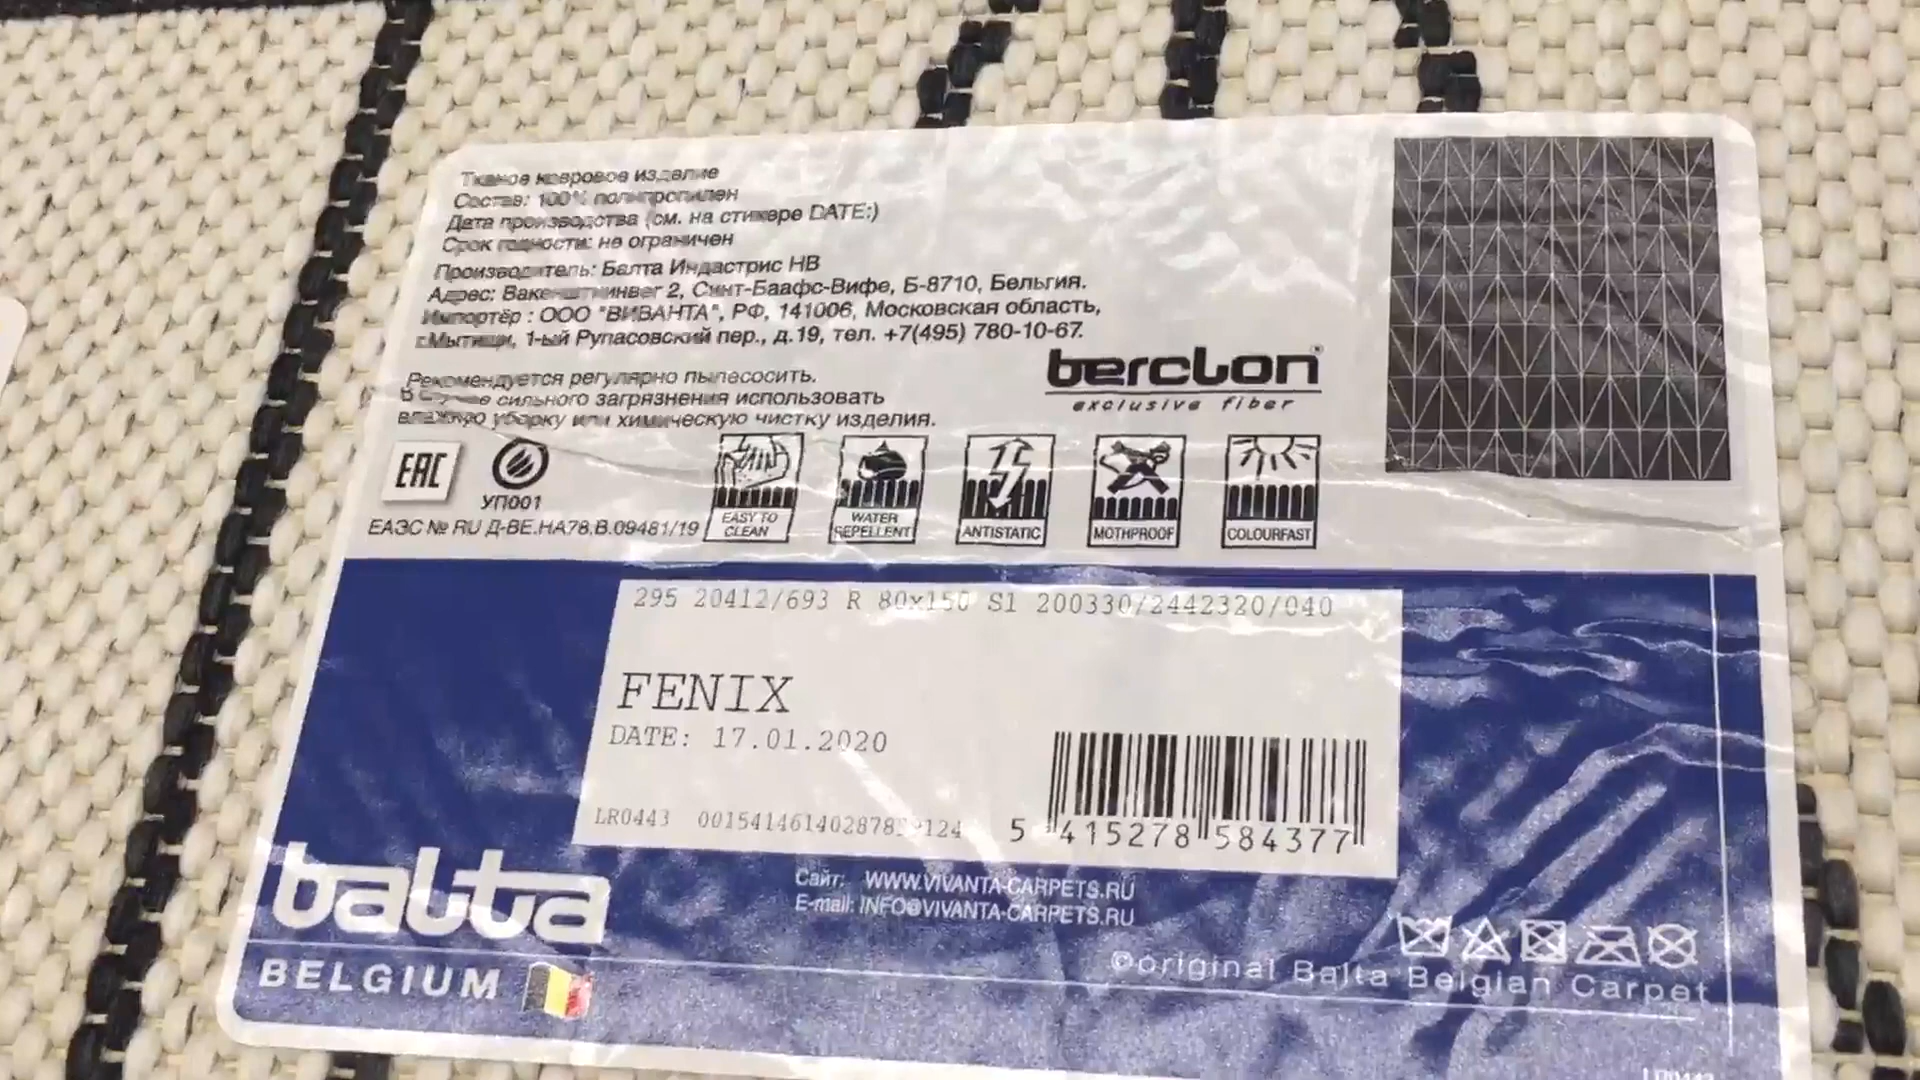 Тканое ковровое изделие
Состав: 100% полипропилен
Дата производства (см. на стикере DATE:)
Срок годности: не ограничен
Производитель: Балта Индастрис НВ
Адрес: 2, Синт-Баафс-Вифе, Б-8710, Бельгия.
Импортёр : ООО "ВИВАНТА", РФ, 141006, Московская область,
г.Мытищи, 1-ый Рупасовский пер., д.19, тел. +7(495) 780-10-67.
berclon
exclusive fiber
Рекомендуется регулярно пылесосить.
В случае сильного загрязнения использовать
влажную уборку или химическую чистку изделия.
EAC
УП001
ЕАЭС № RU Д-BE.НА78.В.09481/19
EASY TO CLEAN
WATER REPELLENT
ANTISTATIC
MOTHPROOF
COLOURFAST
295 20412/693 R 80x150 S1 200330/2442320/040
FENIX
DATE: 17.01.2020
LR0443
5 415278 584377
balta
BELGIUM
Сайт: WWW.VIVANTA-CARPETS.RU
E-mail: INFO@VIVANTA-CARPETS.RU
©original Balta Belgian Carpet